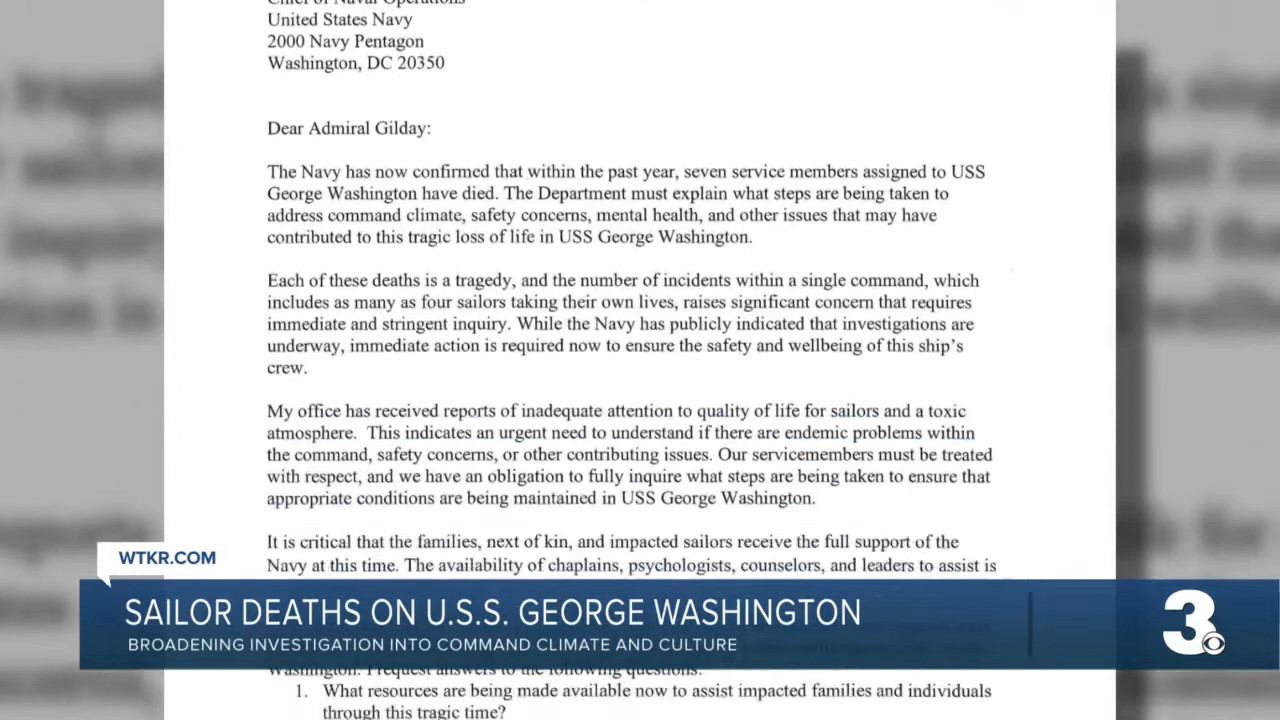 Chief of Naval Operations
United States Navy
2000 Navy Pentagon
Washington, DC 20350
Dear Admiral Gilday:
The Navy has now confirmed that within the past year, seven service members assigned to USS
George Washington have died. The Department must explain what steps are being taken to
address command climate, safety concerns, mental health, and other issues that may have
contributed to this tragic loss of life in USS George Washington.
Each of these deaths is a tragedy, and the number of incidents within a single command, which
includes as many as four sailors taking their own lives, raises significant concern that requires
immediate and stringent inquiry. While the Navy has publicly indicated that investigations are
underway, immediate action is required now to ensure the safety and wellbeing of this ship's
crew.
My office has received reports of inadequate attention to quality of life for sailors and a toxic
atmosphere.  This indicates an urgent need to understand if there are endemic problems within
the command, safety concerns, or other contributing issues. Our servicemembers must be treated
with respect, and we have an obligation to fully inquire what steps are being taken to ensure that
appropriate conditions are being maintained in USS George Washington.
It is critical that the families, next of kin, and impacted sailors receive the full support of the
Navy at this time. The availability of chaplains, psychologists, counselors, and leaders to assist is
WTKR.COM
SAILOR DEATHS ON U.S.S. GEORGE WASHINGTON
BROADENING INVESTIGATION INTO COMMAND CLIMATE AND CULTURE
3
Washington. I request answers to the following questions:
1. What resources are being made available now to assist impacted families and individuals
through this tragic time?